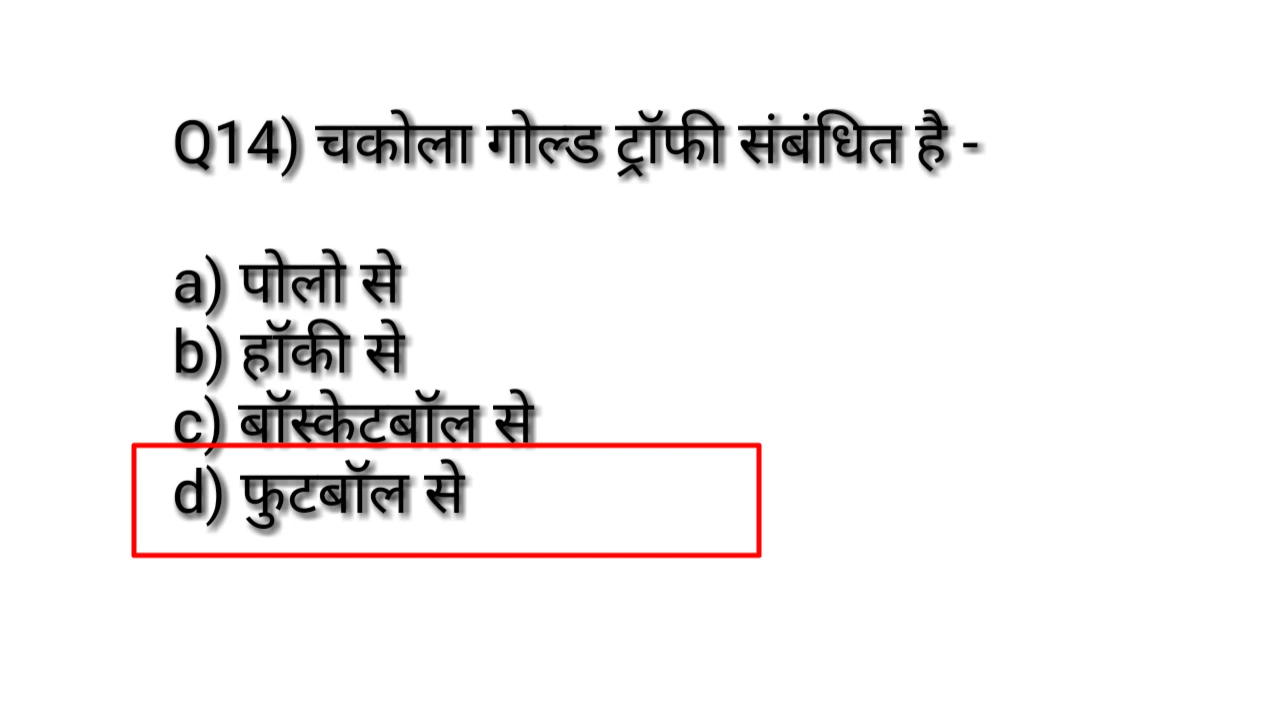 Q14) चकोला गोल्ड ट्रॉफी संबंधित है -
a) पोलो से
b) हॉकी से
c) बॉस्केटबॉल से
d) फुटबॉल से